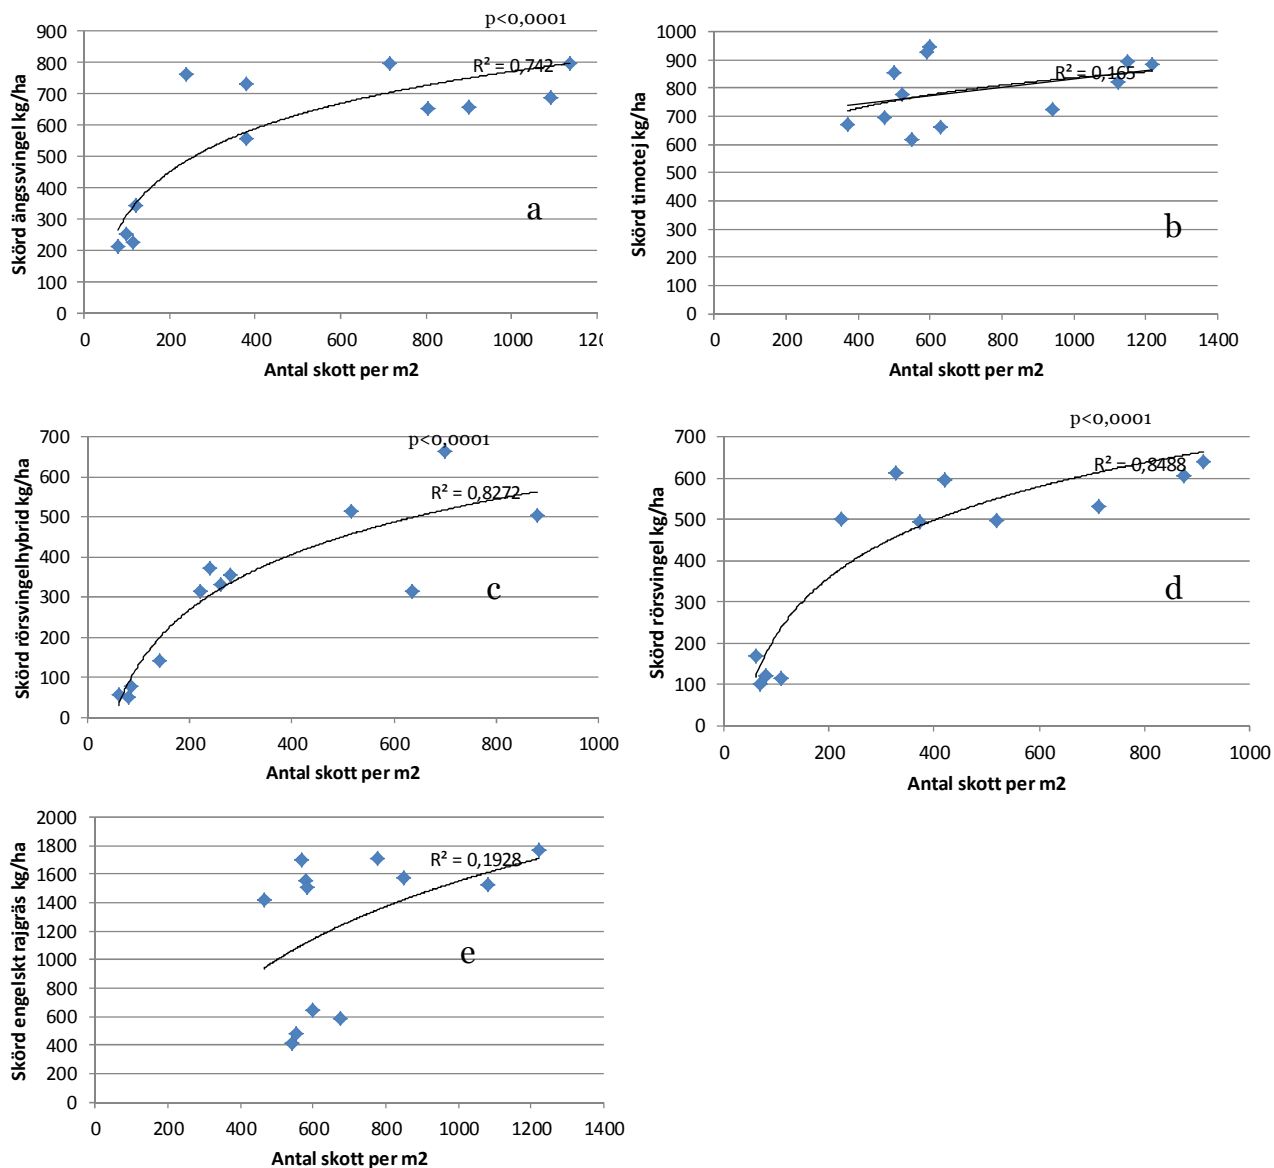 p<0,0001
Skörd ängssvingel kg/ha
900
800
700
600
500
400
300
200
100
0
R² = 0,742
a
0 200 400 600 800 1000 120
Antal skott per m2
Skörd timotej kg/ha
1000
900
800
700
600
500
400
300
200
100
0
R² = 0,165
b
0 200 400 600 800 1000 1200 1400
Antal skott per m2
p<0,0001
Skörd rörsvingelhybrid kg/ha
700
600
500
400
300
200
100
0
R² = 0,8272
c
0 200 400 600 800 1000
Antal skott per m2
p<0,0001
Skörd rörsvingel kg/ha
700
600
500
400
300
200
100
0
R² = 0,8488
d
0 200 400 600 800 1000
Antal skott per m2
Skörd engelskt rajgräs kg/ha
2000
1800
1600
1400
1200
1000
800
600
400
200
0
R² = 0,1928
e
0 200 400 600 800 1000 1200 1400
Antal skott per m2